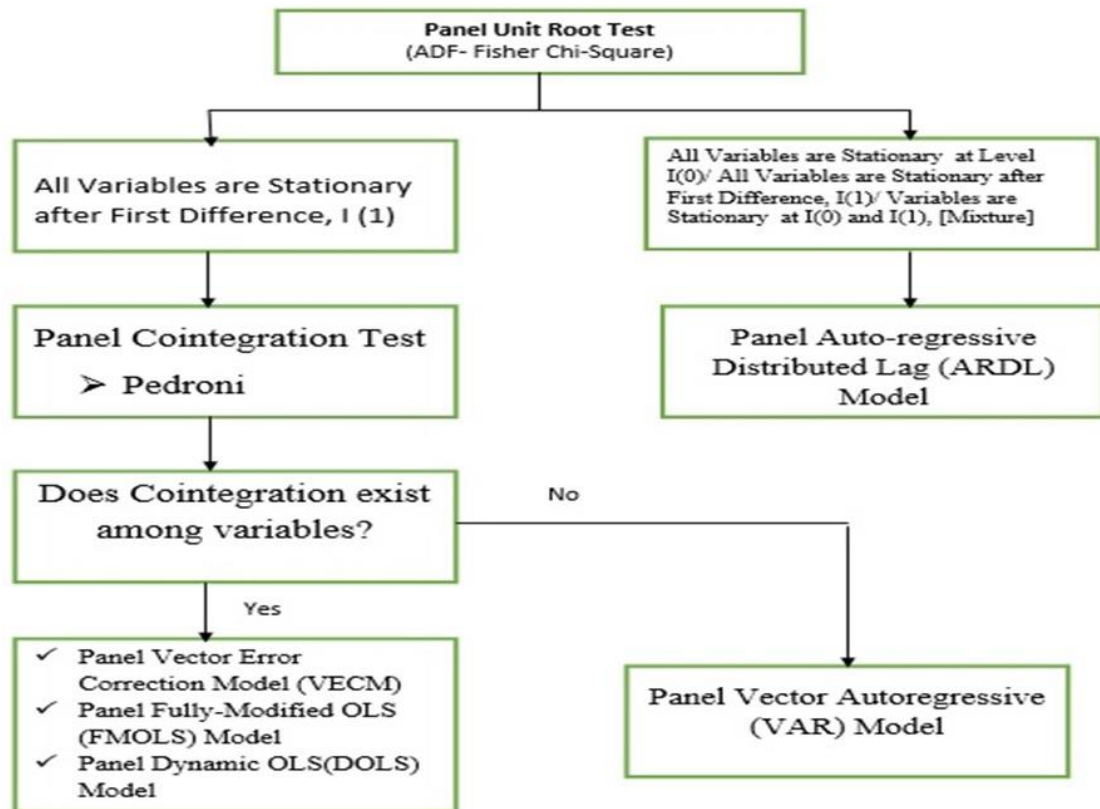 Panel Unit Root Test
(ADF- Fisher Chi-Square)
All Variables are Stationary
after First Difference, I (1)
All Variables are Stationary at Level
I(0)/ All Variables are Stationary after
First Difference, I(1)/ Variables are
Stationary at I(0) and I(1), [Mixture]
Panel Cointegration Test
➢ Pedroni
Panel Auto-regressive
Distributed Lag (ARDL)
Model
Does Cointegration exist
among variables?
No
Yes
✓ Panel Vector Error
Correction Model (VECM)
✓ Panel Fully-Modified OLS
(FMOLS) Model
✓ Panel Dynamic OLS(DOLS)
Model
Panel Vector Autoregressive
(VAR) Model